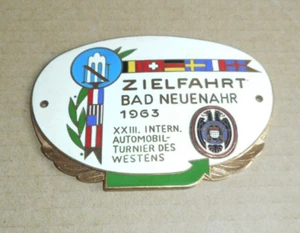 ZIELFAHRT
BAD NEUENAHR
1963
XXIII. INTERN.
AUTOMOBIL-
TURNIER DES
WESTENS